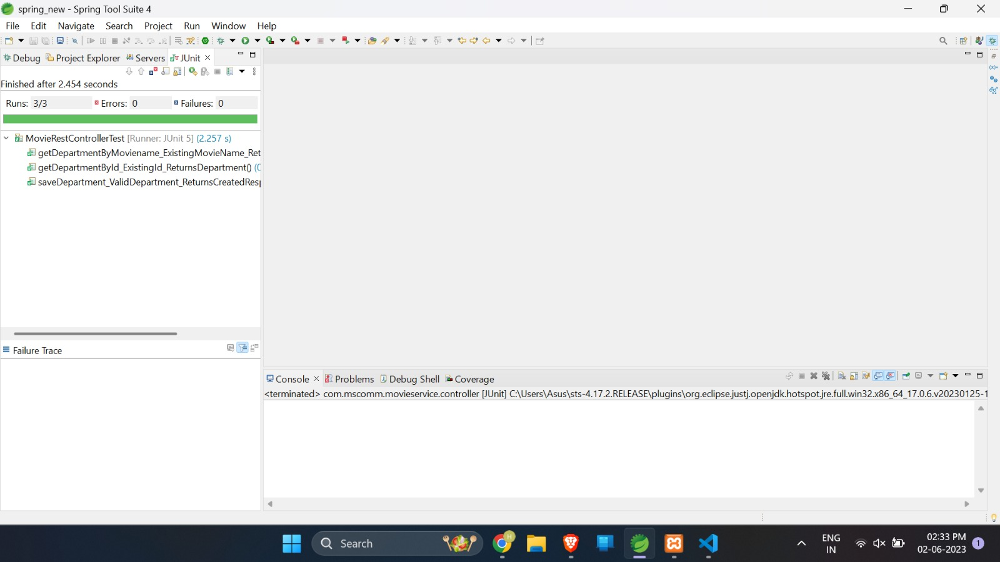 spring_new - Spring Tool Suite 4
File Edit Navigate Search Project Run Window Help
Debug Project Explorer Servers JUnit
Finished after 2.454 seconds
Runs: 3/3 Errors: 0 Failures: 0
MovieRestControllerTest [Runner: JUnit 5] (2.257 s)
getDepartmentByMoviename_ExistingMovieName_Ret
getDepartmentById_ExistingId_ReturnsDepartment() (0
saveDepartment_ValidDepartment_ReturnsCreatedResp
Failure Trace
Console Problems Debug Shell Coverage
<terminated> com.mscomm.movieservice.controller [JUnit] C:\Users\Asus\sts-4.17.2.RELEASE\plugins\org.eclipse.justj.openjdk.hotspot.jre.full.win32.x86_64_17.0.6.v20230125-1
Search
H
ENG
IN
02:33 PM
02-06-2023
1